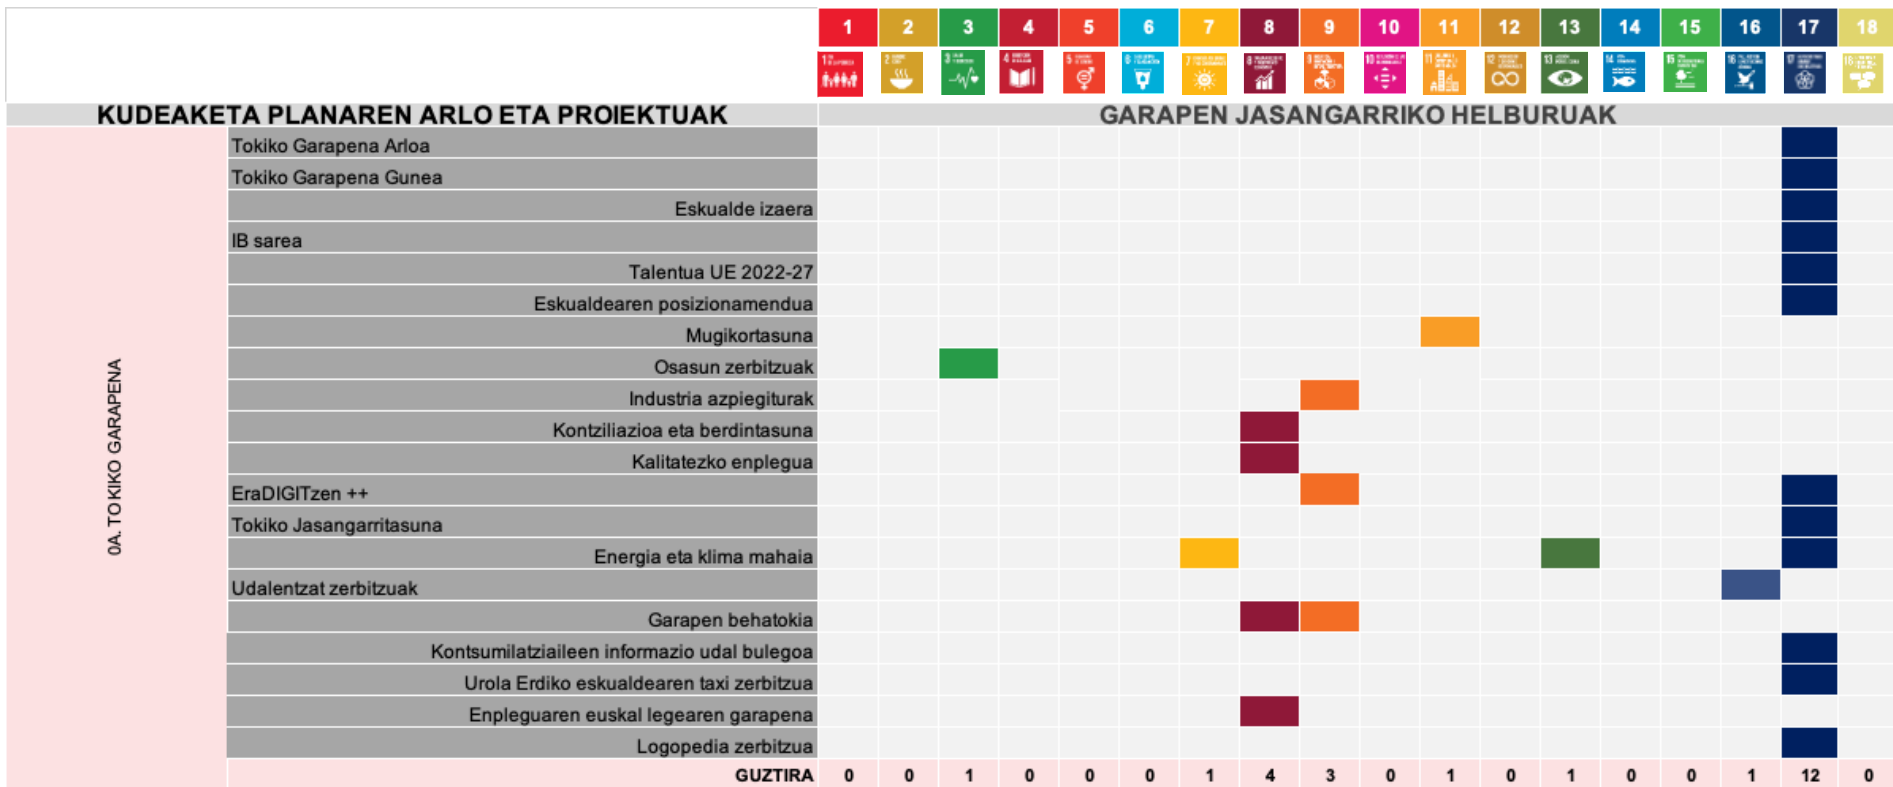 1 2 3 4 5 6 7 8 9 10 11 12 13 14 15 16 17 18
KUDEAKETA PLANAREN ARLO ETA PROIEKTUAK GARAPEN JASANGARRIKO HELBURUAK
0A. TOKIKO GARAPENA
Tokiko Garapena Arloa
Tokiko Garapena Gunea
Eskualde izaera
IB sarea
Talentua UE 2022-27
Eskualdearen posizionamendua
Mugikortasuna
Osasun zerbitzuak
Industria azpiegiturak
Kontziliazioa eta berdintasuna
Kalitatezko enplegua
EraDIGITzen ++
Tokiko Jasangarritasuna
Energia eta klima mahaia
Udalentzat zerbitzuak
Garapen behatokia
Kontsumilatziaileen informazio udal bulegoa
Urola Erdiko eskualdearen taxi zerbitzua
Enpleguaren euskal legearen garapena
Logopedia zerbitzua
GUZTIRA 0 0 1 0 0 0 1 4 3 0 1 0 1 0 0 1 12 0